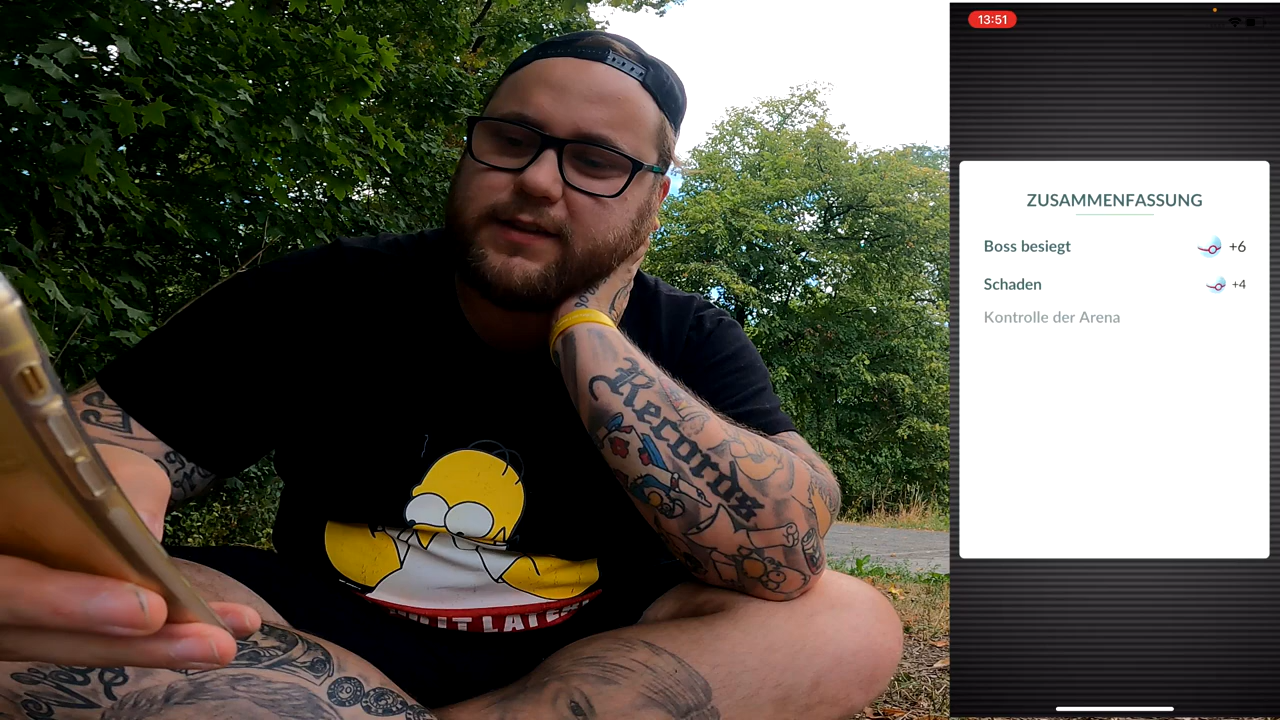 13:51
ZUSAMMENFASSUNG
Boss besiegt +6
Schaden +4
Kontrolle der Arena
Records